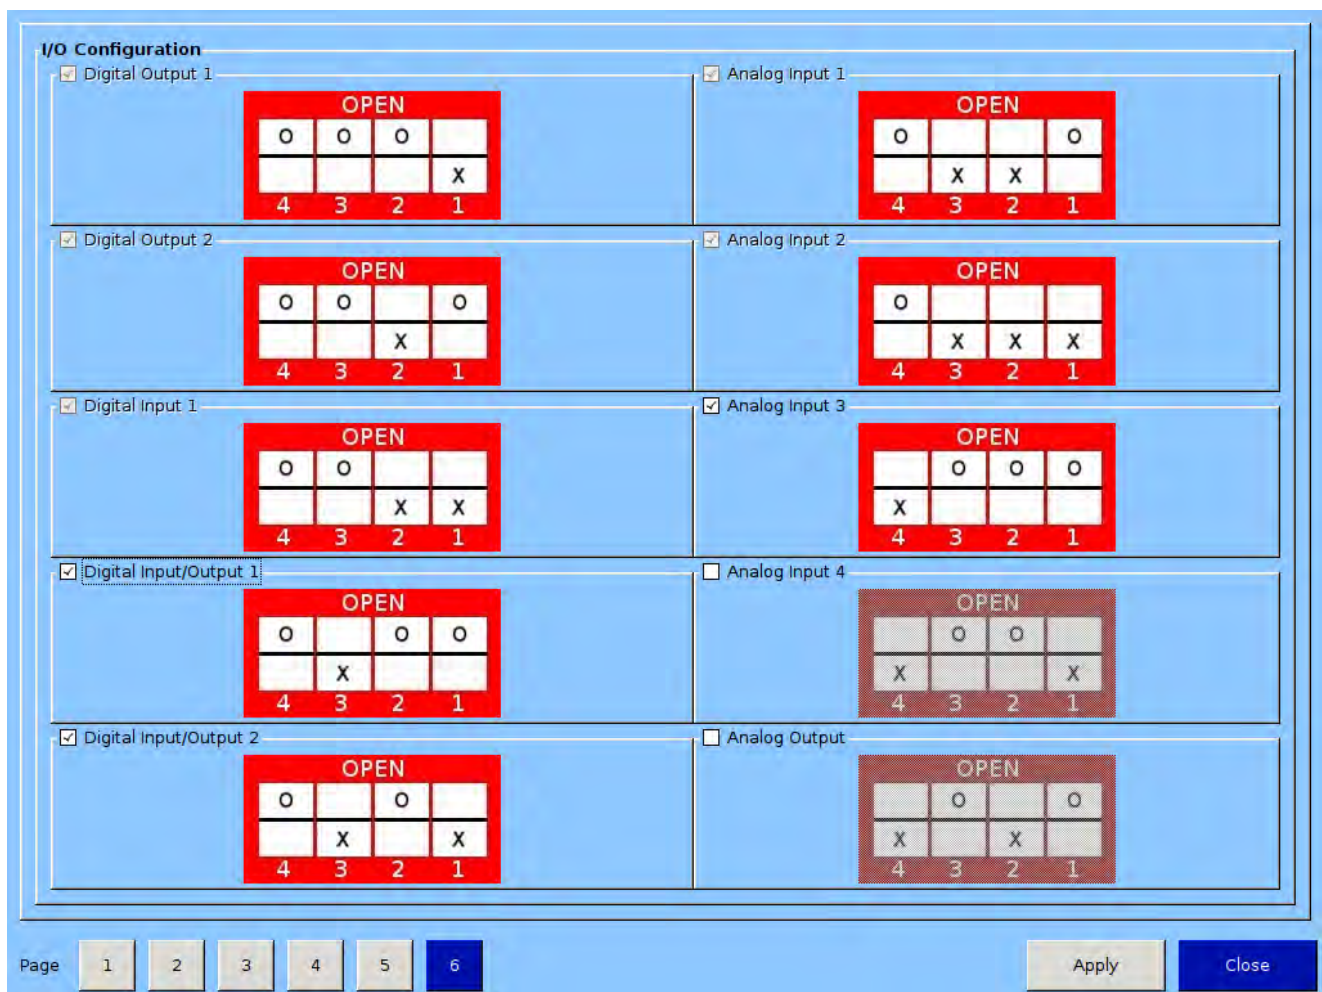 I/O Configuration
Digital Output 1
OPEN
O O O
X
4 3 2 1
Digital Output 2
OPEN
O O O
X
4 3 2 1
Digital Input 1
OPEN
O O
X X
4 3 2 1
Digital Input/Output 1
OPEN
O O O
X
4 3 2 1
Digital Input/Output 2
OPEN
O O
X X
4 3 2 1
Analog Input 1
OPEN
O O
X X
4 3 2 1
Analog Input 2
OPEN
O
X X X
4 3 2 1
Analog Input 3
OPEN
O O O
X
4 3 2 1
Analog Input 4
OPEN
O O
X X
4 3 2 1
Analog Output
OPEN
O O
X X
4 3 2 1
Page 1 2 3 4 5 6 Apply Close